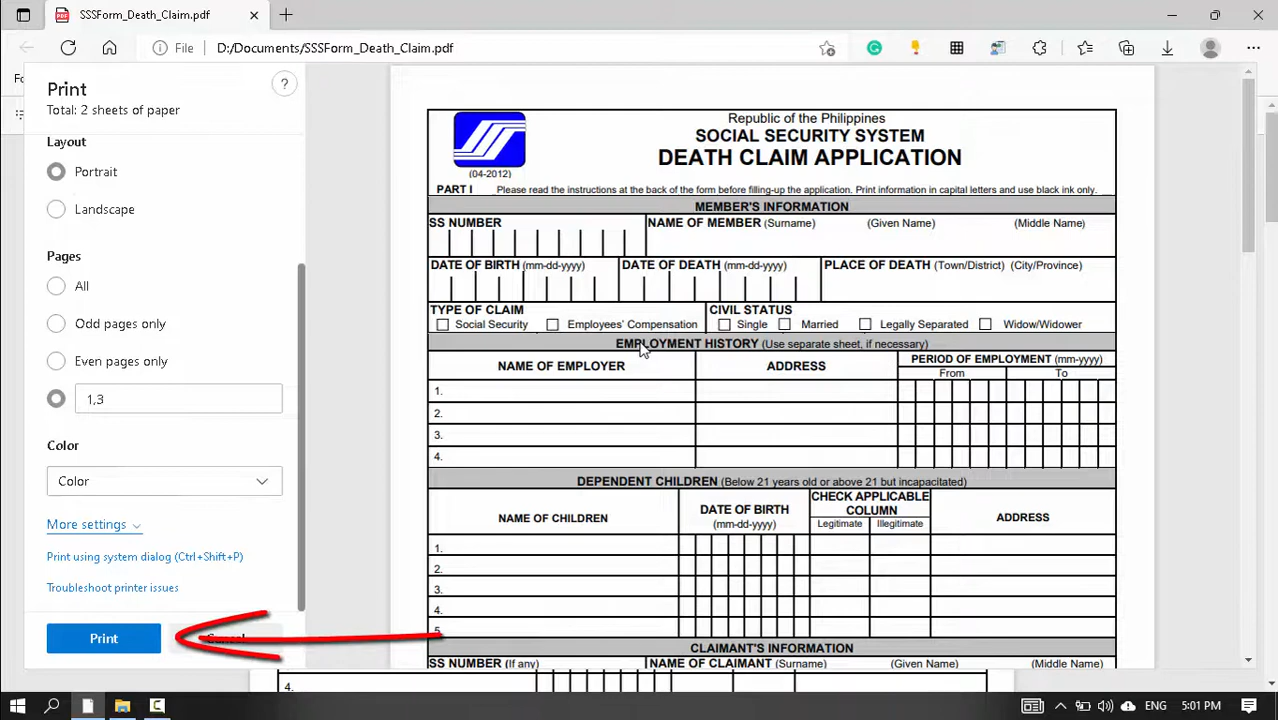 SSSForm_Death_Claim.pdf
File
D:/Documents/SSSForm_Death_Claim.pdf
Print
?
Total: 2 sheets of paper
Layout
Portrait
Landscape
Pages
All
Odd pages only
Even pages only
1,3
Color
Color
More settings
Print using system dialog (Ctrl+Shift+P)
Troubleshoot printer issues
Print
Cancel
Republic of the Philippines
SOCIAL SECURITY SYSTEM
DEATH CLAIM APPLICATION
(04-2012)
PART I Please read the instructions at the back of the form before filling-up the application. Print information in capital letters and use black ink only.
MEMBER'S INFORMATION
SS NUMBER NAME OF MEMBER (Surname) (Given Name) (Middle Name)
DATE OF BIRTH (mm-dd-yyyy) DATE OF DEATH (mm-dd-yyyy) PLACE OF DEATH (Town/District) (City/Province)
TYPE OF CLAIM CIVIL STATUS
Social Security Employees' Compensation Single Married Legally Separated Widow/Widower
EMPLOYMENT HISTORY (Use separate sheet, if necessary)
NAME OF EMPLOYER ADDRESS PERIOD OF EMPLOYMENT (mm-yyyy)
From To
1.
2.
3.
4.
DEPENDENT CHILDREN (Below 21 years old or above 21 but incapacitated)
NAME OF CHILDREN DATE OF BIRTH (mm-dd-yyyy) CHECK APPLICABLE COLUMN ADDRESS
Legitimate Illegitimate
1.
2.
3.
4.
5.
CLAIMANT'S INFORMATION
SS NUMBER (If any) NAME OF CLAIMANT (Surname) (Given Name) (Middle Name)
4.
ENG 5:01 PM